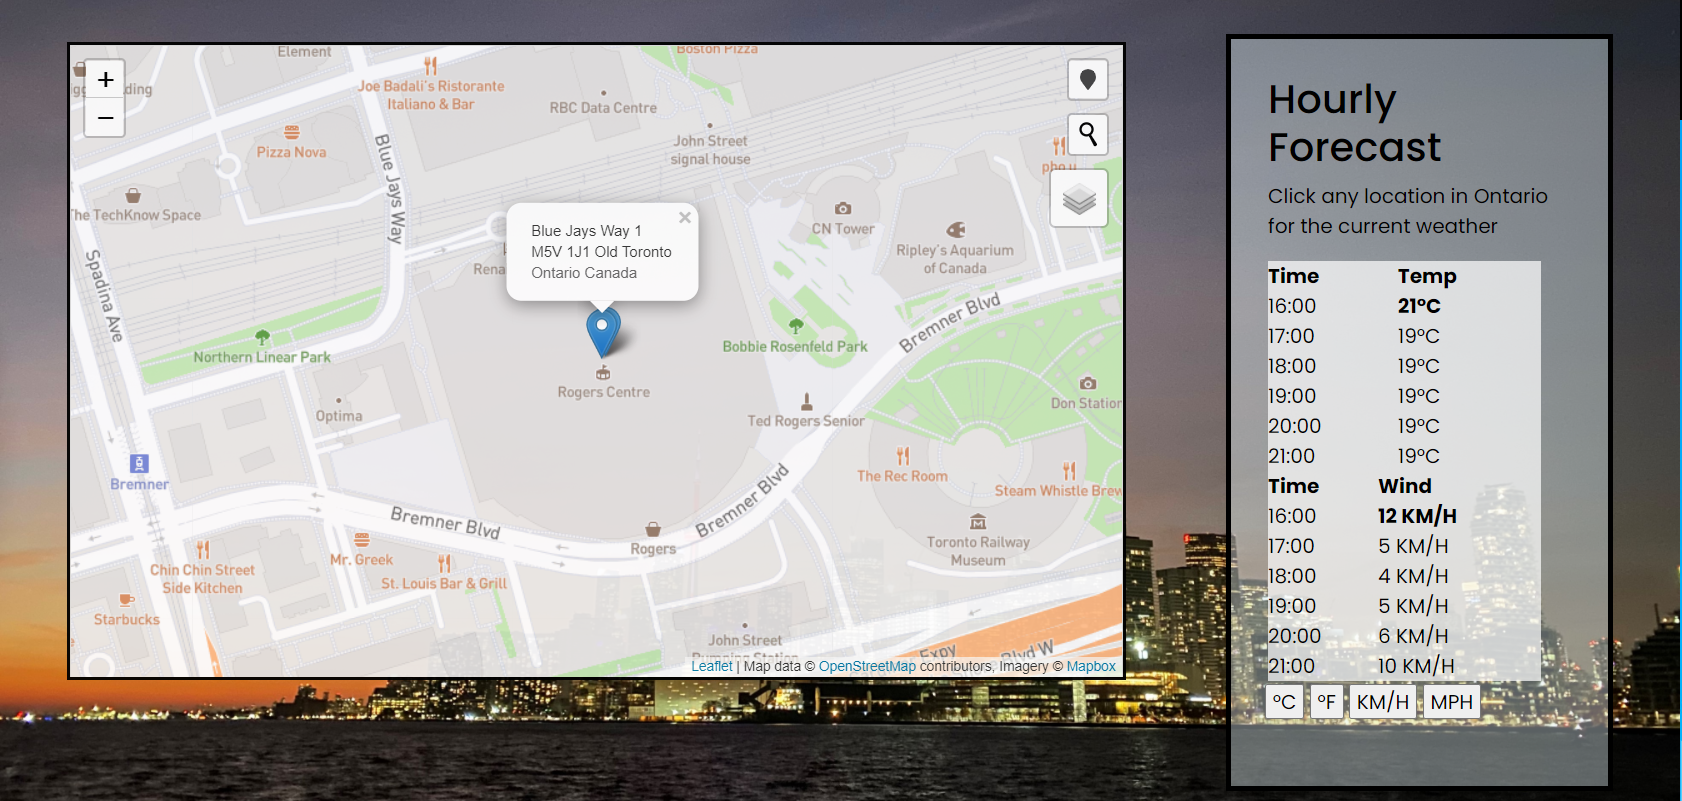 Element
Boston Pizza
+
−
ding
Joe Badali's Ristorante
Italiano & Bar
RBC Data Centre
John Street
signal house
Pizza Nova
Blue Jays Way
The TechKnow Space
CN Tower
Ripley's Aquarium
of Canada
×
Blue Jays Way 1
M5V 1J1 Old Toronto
Ontario Canada
Rena
Spadina Ave
Northern Linear Park
Bobbie Rosenfeld Park
Bremner Blvd
Rogers Centre
Optima
Ted Rogers Senior
Don Station
The Rec Room
Steam Whistle Brew
Bremner
Bremner Blvd
Bremner Blvd
Rogers
Toronto Railway
Museum
Mr. Greek
Chin Chin Street
Side Kitchen
St. Louis Bar & Grill
Starbucks
John Street
Pumping Station
Expy
Blvd W
Leaflet | Map data © OpenStreetMap contributors, Imagery © Mapbox
Hourly
Forecast
Click any location in Ontario
for the current weather
Time Temp
16:00 21°C
17:00 19°C
18:00 19°C
19:00 19°C
20:00 19°C
21:00 19°C
Time Wind
16:00 12 KM/H
17:00 5 KM/H
18:00 4 KM/H
19:00 5 KM/H
20:00 6 KM/H
21:00 10 KM/H
°C °F KM/H MPH